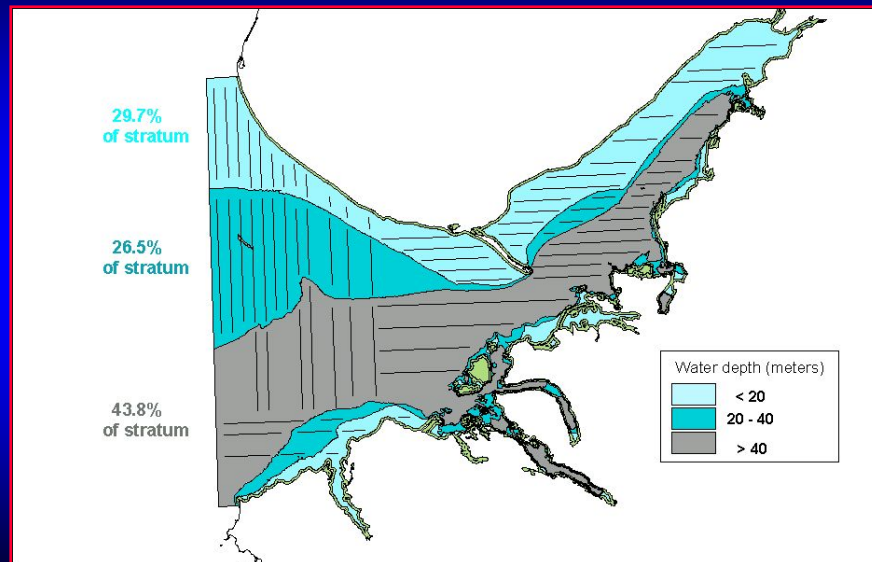 29.7%
of stratum
26.5%
of stratum
43.8%
of stratum
Water depth (meters)
< 20
20 - 40
> 40